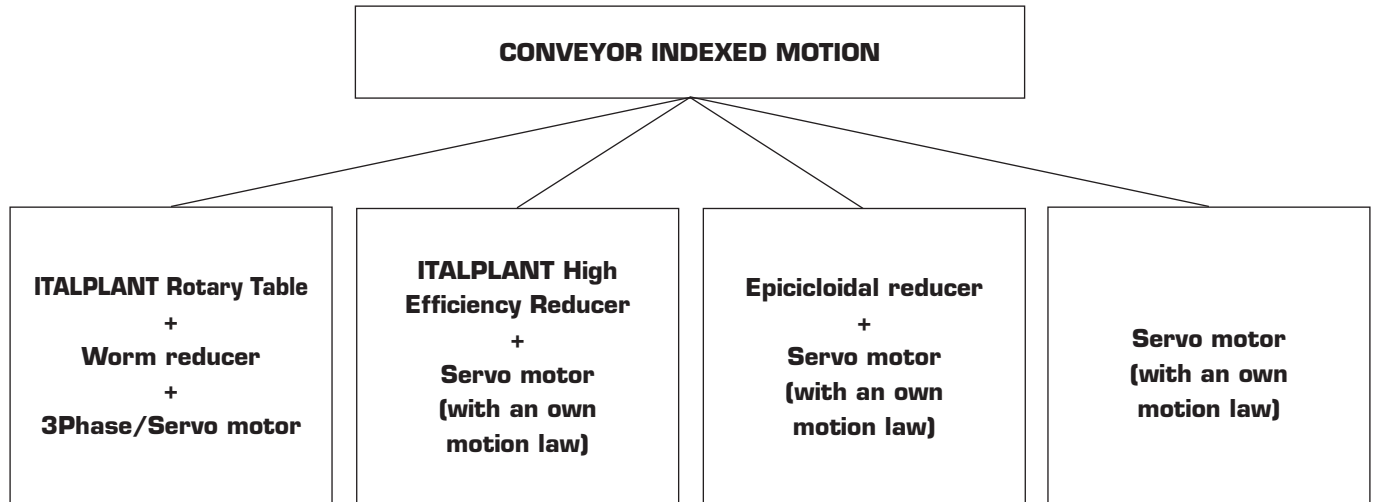 CONVEYOR INDEXED MOTION
ITALPLANT Rotary Table
+
Worm reducer
+
3Phase/Servo motor
ITALPLANT High
Efficiency Reducer
+
Servo motor
(with an own
motion law)
Epicicloidal reducer
+
Servo motor
(with an own
motion law)
Servo motor
(with an own
motion law)